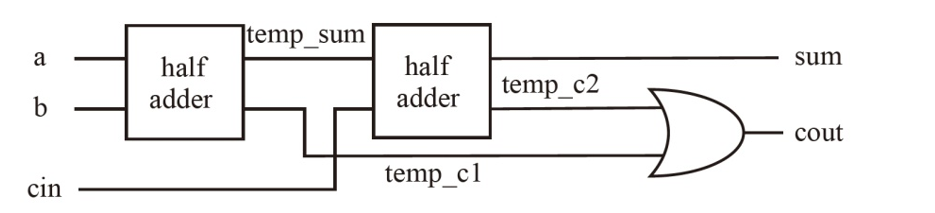 a
b
cin
half
adder
temp_sum
half
adder
temp_c1
temp_c2
sum
cout